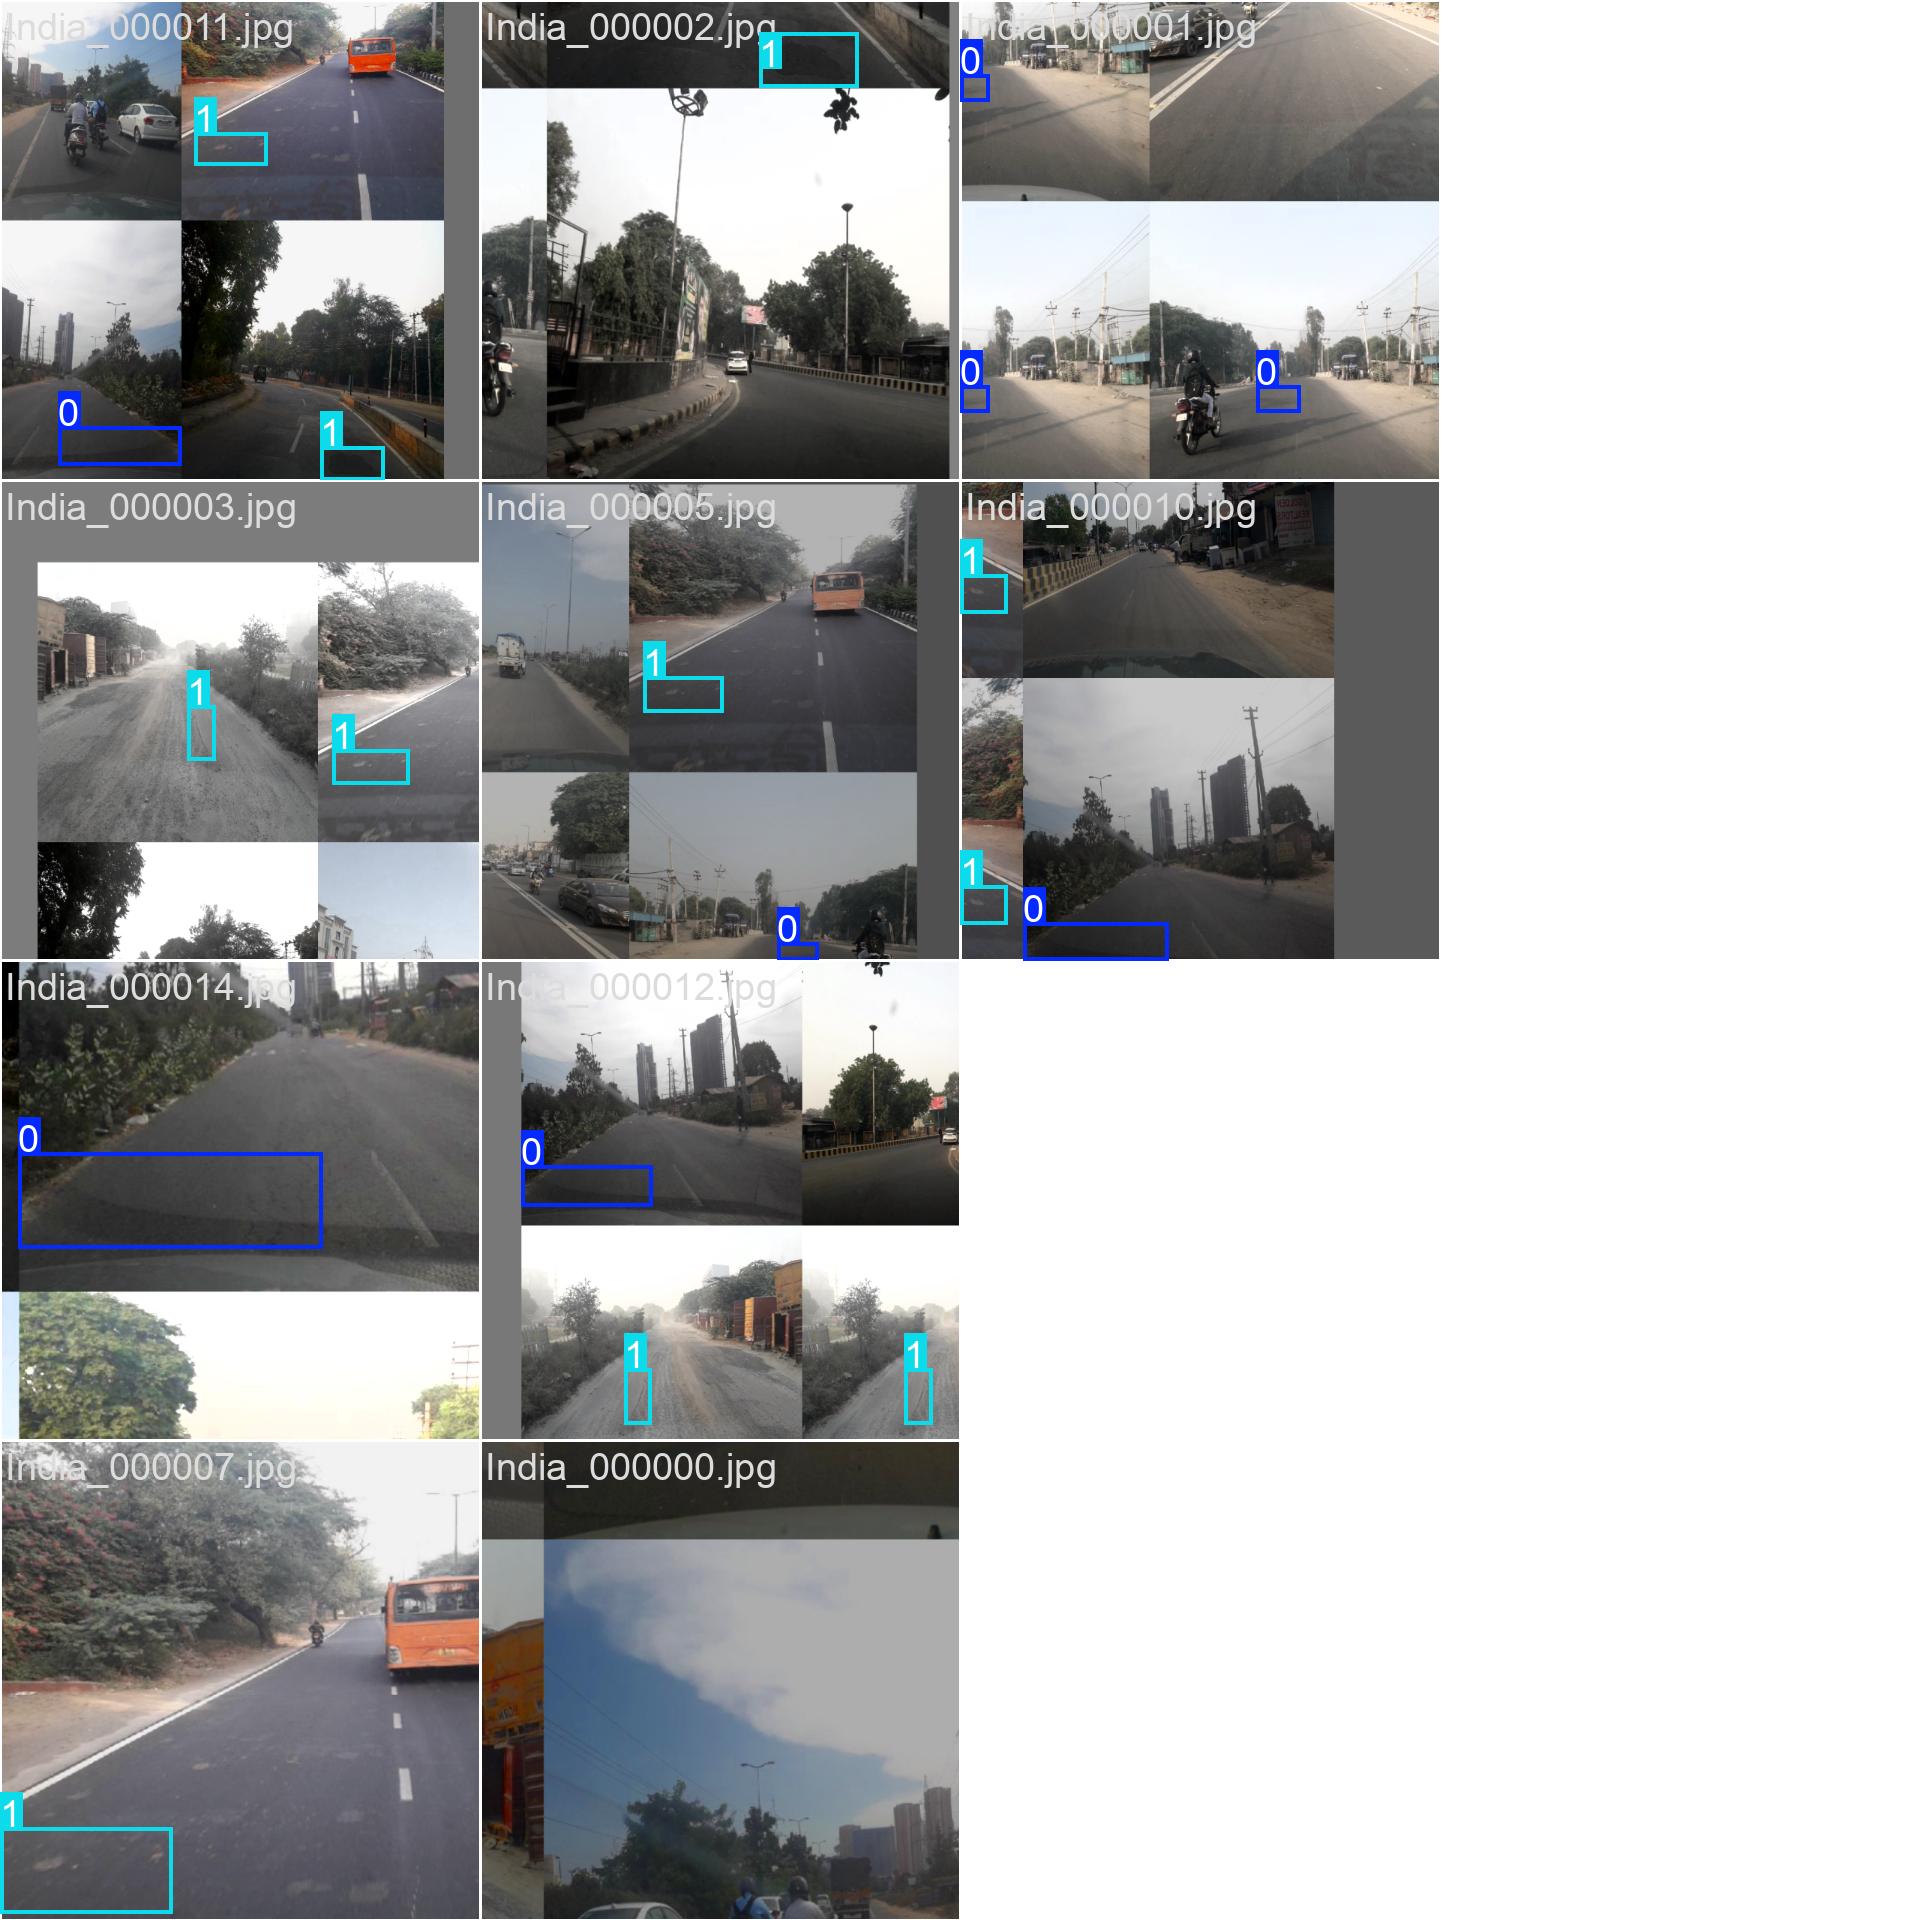 India_000011.jpg
India_000002.jpg
India_000001.jpg
1
1
0
0
1
0
0
India_000003.jpg
India_000005.jpg
India_000010.jpg
1
1
1
1
1
0
0
India_000014.jpg
India_000012.jpg
0
0
1
1
India_000007.jpg
India_000000.jpg
1